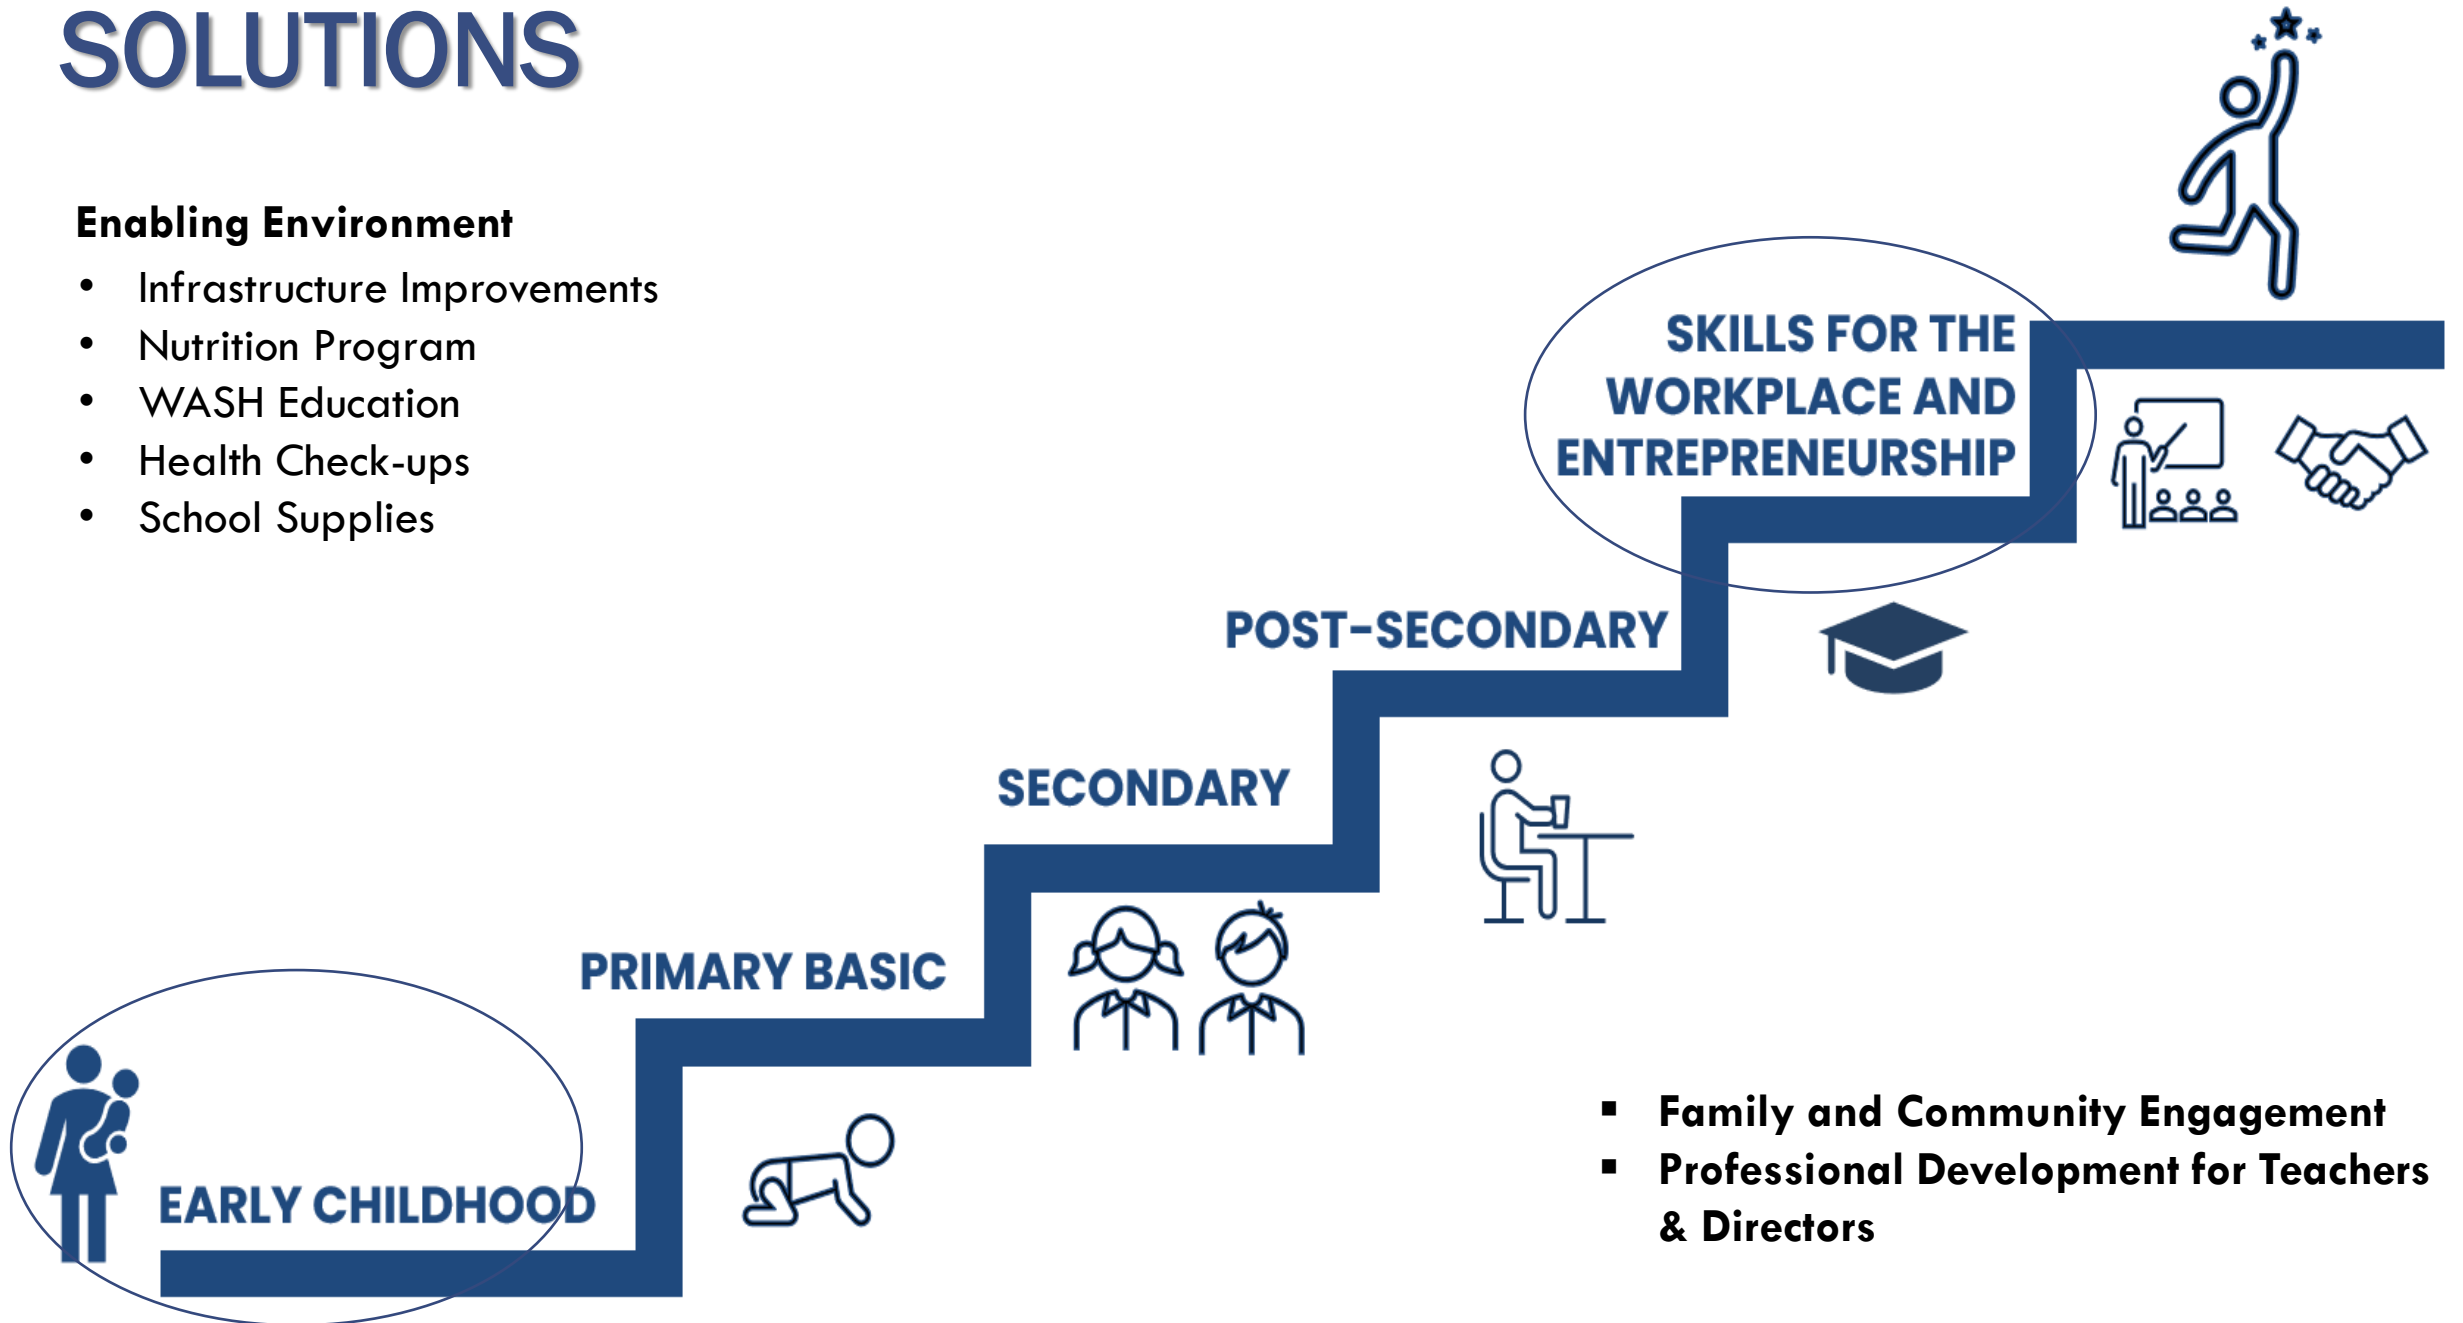 SOLUTIONS
Enabling Environment
• Infrastructure Improvements
• Nutrition Program
• WASH Education
• Health Check-ups
• School Supplies
SKILLS FOR THE
WORKPLACE AND
ENTREPRENEURSHIP
POST-SECONDARY
SECONDARY
PRIMARY BASIC
EARLY CHILDHOOD
▪ Family and Community Engagement
▪ Professional Development for Teachers
& Directors